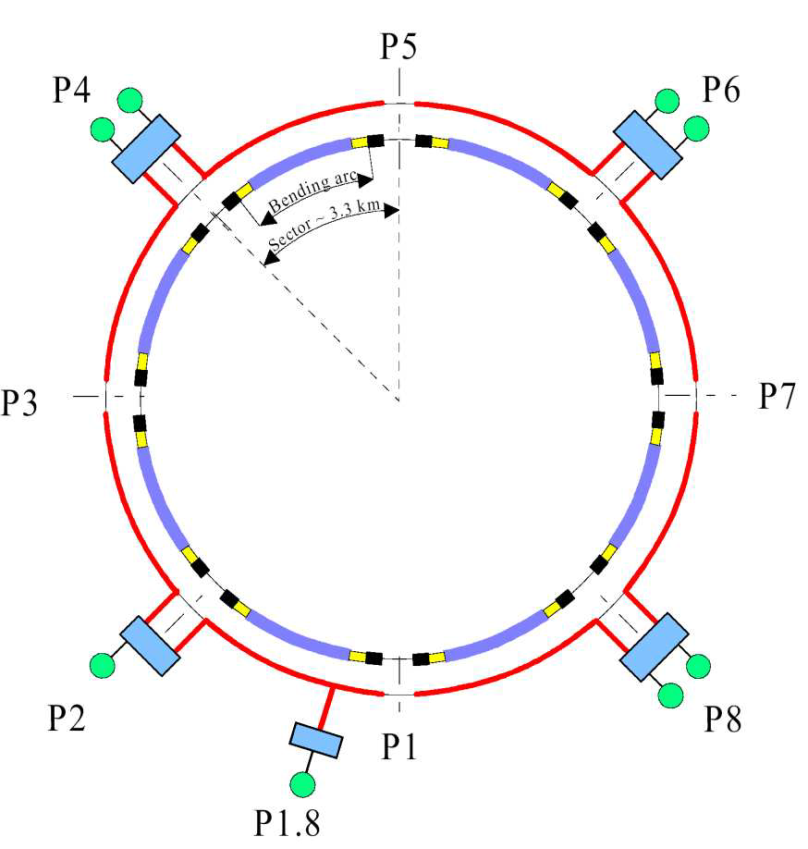 P5
P4
P6
Bending arc
Sector ~ 3.3 km
P3
P7
P2
P8
P1
P1.8